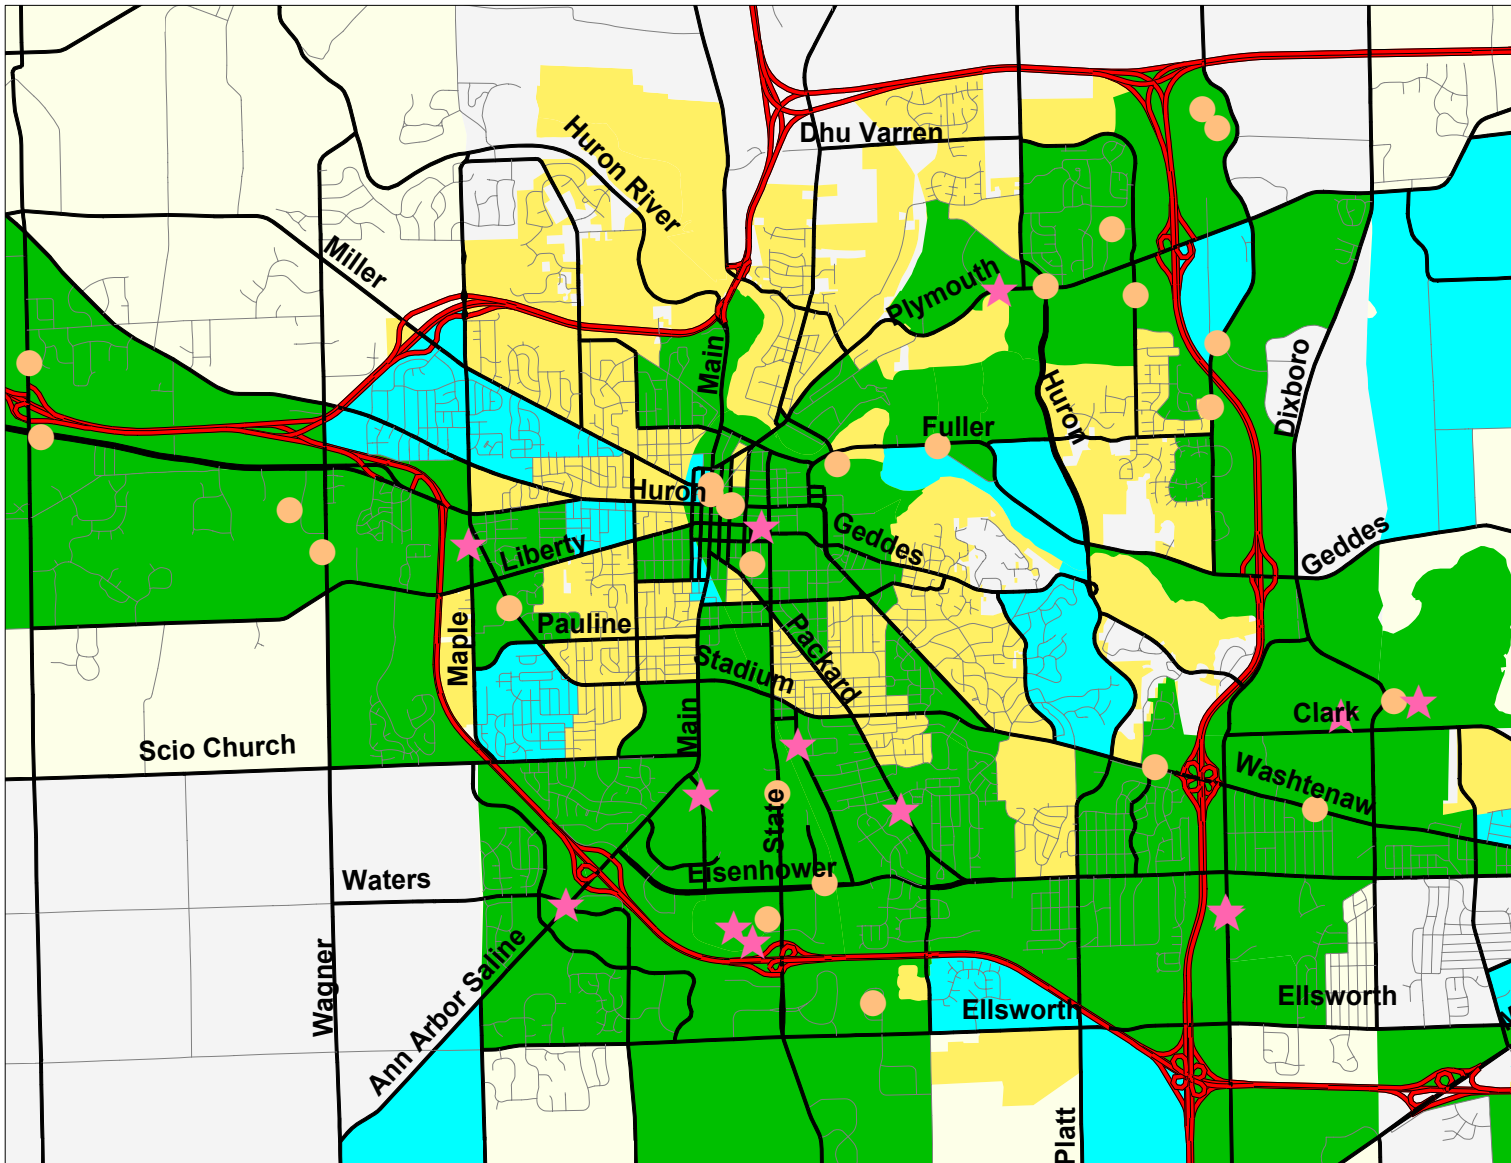 Dhu Varren
Huron River
Miller
Plymouth
Main
Huron
Dixboro
Fuller
Huron
Geddes
Geddes
Liberty
Pauline
Packard
Maple
Stadium
Main
Clark
Scio Church
Washtenaw
State
Eisenhower
Waters
Ann Arbor Saline
Wagner
Ellsworth
Ellsworth
Platt